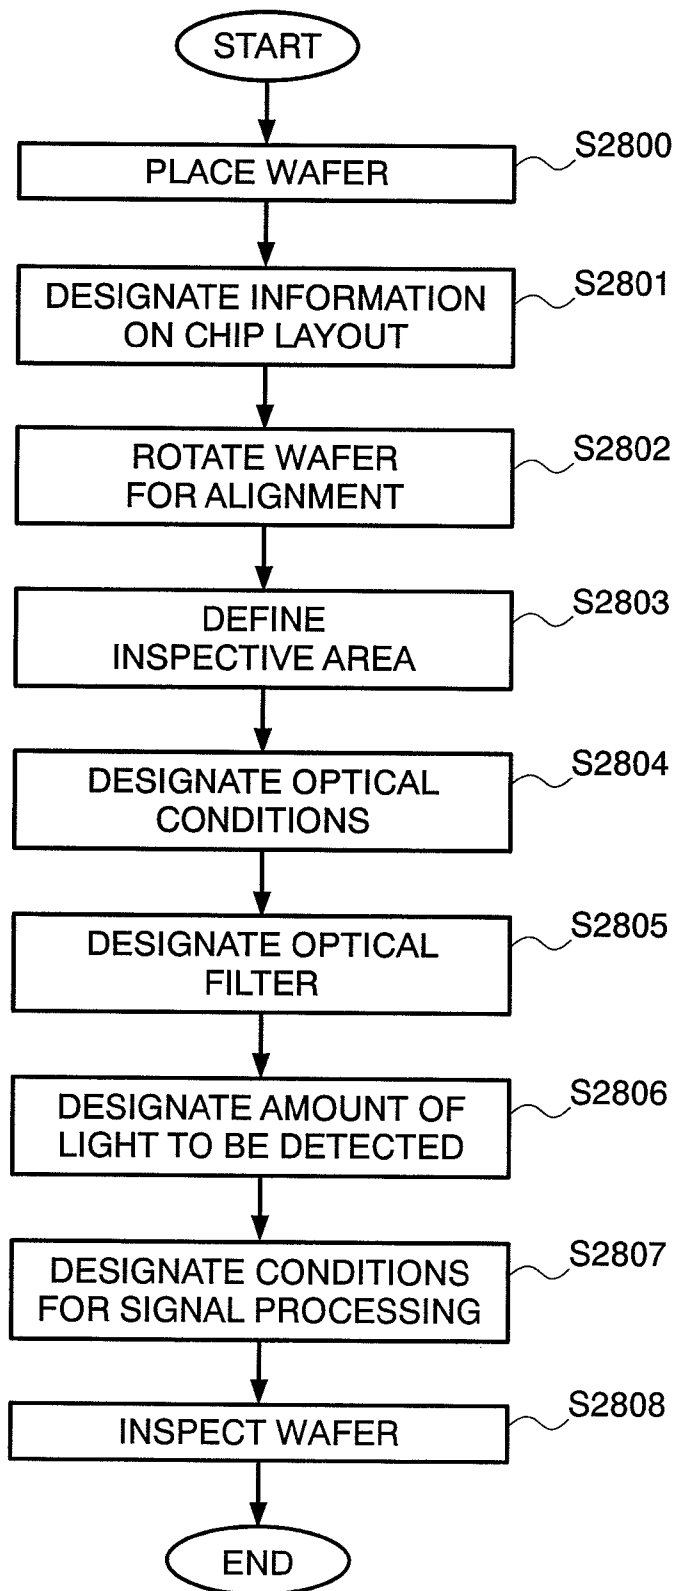 START
S2800
PLACE WAFER
S2801
DESIGNATE INFORMATION
ON CHIP LAYOUT
S2802
ROTATE WAFER
FOR ALIGNMENT
S2803
DEFINE
INSPECTIVE AREA
S2804
DESIGNATE OPTICAL
CONDITIONS
S2805
DESIGNATE OPTICAL
FILTER
S2806
DESIGNATE AMOUNT OF
LIGHT TO BE DETECTED
S2807
DESIGNATE CONDITIONS
FOR SIGNAL PROCESSING
S2808
INSPECT WAFER
END